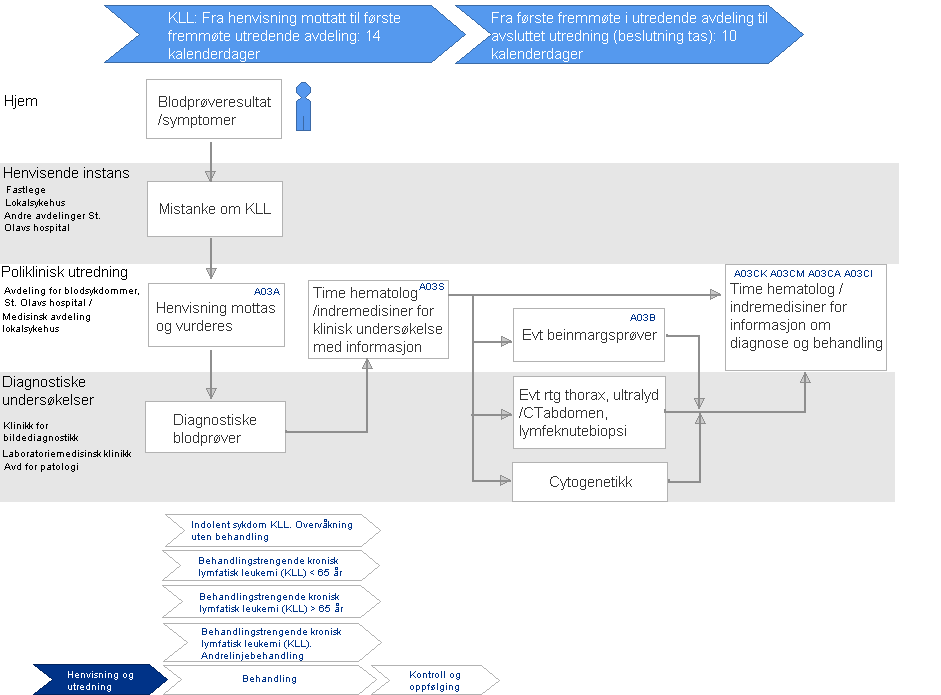 KLL: Fra henvisning mottatt til første
fremmøte utredende avdeling: 14
kalenderdager
Fra første fremmøte i utredende avdeling til
avsluttet utredning (beslutning tas): 10
kalenderdager
Hjem
Blodprøveresultat
/symptomer
Henvisende instans
Fastlege
Lokalsykehus
Andre avdelinger St.
Olavs hospital
Mistanke om KLL
Poliklinisk utredning
Avdeling for blodsykdommer,
St. Olavs hospital /
Medisinsk avdeling
lokalsykehus
A03A
Henvisning mottas
og vurderes
A03S
Time hematolog
/indremedisiner for
klinisk undersøkelse
med informasjon
A03B
Evt beinmargsprøver
A03CK A03CM A03CA A03CI
Time hematolog /
indremedisiner for
informasjon om
diagnose og behandling
Diagnostiske
undersøkelser
Klinikk for
bildediagnostikk
Laboratoriemedisinsk klinikk
Avd for patologi
Diagnostiske
blodprøver
Evt rtg thorax, ultralyd
/CTabdomen,
lymfeknutebiopsi
Cytogenetikk
Indolent sykdom KLL. Overvåkning
uten behandling
Behandlingstrengende kronisk
lymfatisk leukemi (KLL) < 65 år
Behandlingstrengende kronisk
lymfatisk leukemi (KLL) > 65 år
Behandlingstrengende kronisk
lymfatisk leukemi (KLL).
Andrelinjebehandling
Henvisning og
utredning
Behandling
Kontroll og
oppfølging